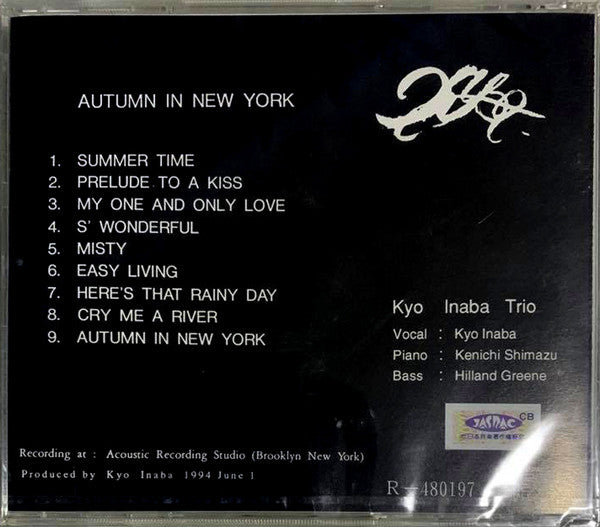 AUTUMN IN NEW YORK
1. SUMMER TIME
2. PRELUDE TO A KISS
3. MY ONE AND ONLY LOVE
4. S' WONDERFUL
5. MISTY
6. EASY LIVING
7. HERE'S THAT RAINY DAY
8. CRY ME A RIVER
9. AUTUMN IN NEW YORK
Kyo Inaba Trio
Vocal : Kyo Inaba
Piano : Kenichi Shimazu
Bass : Hilland Greene
CB
JASRAC
Recording at : Acoustic Recording Studio (Brooklyn New York)
Produced by Kyo Inaba 1994 June 1
R-480197